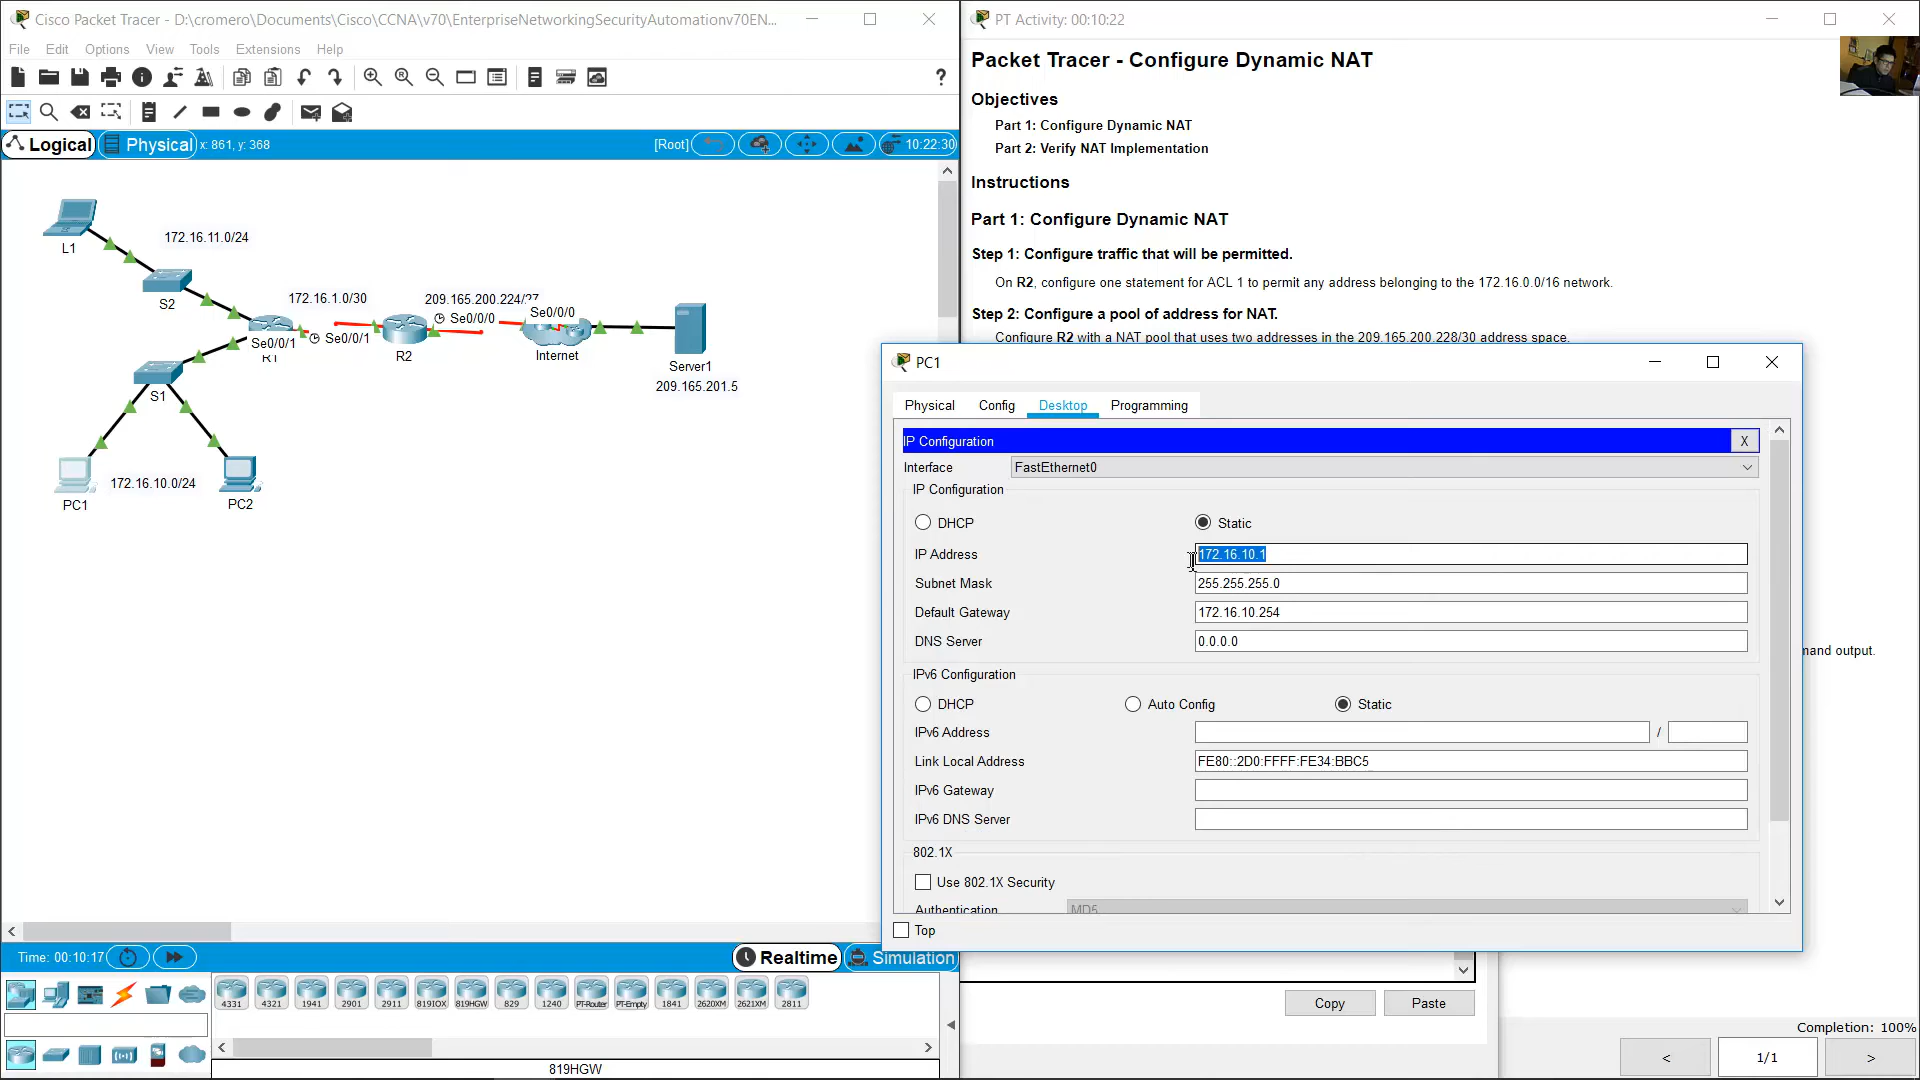 Cisco Packet Tracer - D:\cromero\Documents\Cisco\CCNA\v70\EnterpriseNetworkingSecurityAutomationv70EN...
File Edit Options View Tools Extensions Help
?
Logical Physical x: 861, y: 368 [Root] 10:22:30
L1
172.16.11.0/24
S2
172.16.1.0/30
209.165.200.224/27
Se0/0/0
Se0/0/0
Se0/0/1
Se0/0/1
R1
R2
Internet
Server1
209.165.201.5
S1
172.16.10.0/24
PC1
PC2
Time: 00:10:17
Realtime Simulation
4331 4321 1941 2901 2911 819IOX 819HGW 829 1240 PT-Router PT-Empty 1841 2620XM 2621XM 2811
819HGW
PT Activity: 00:10:22
Packet Tracer - Configure Dynamic NAT
Objectives
Part 1: Configure Dynamic NAT
Part 2: Verify NAT Implementation
Instructions
Part 1: Configure Dynamic NAT
Step 1: Configure traffic that will be permitted.
On R2, configure one statement for ACL 1 to permit any address belonging to the 172.16.0.0/16 network.
Step 2: Configure a pool of address for NAT.
Configure R2 with a NAT pool that uses two addresses in the 209.165.200.228/30 address space.
mand output.
PC1
Physical Config Desktop Programming
IP Configuration X
Interface FastEthernet0
IP Configuration
DHCP Static
IP Address 172.16.10.1
Subnet Mask 255.255.255.0
Default Gateway 172.16.10.254
DNS Server 0.0.0.0
IPv6 Configuration
DHCP Auto Config Static
IPv6 Address /
Link Local Address FE80::2D0:FFFF:FE34:BBC5
IPv6 Gateway
IPv6 DNS Server
802.1X
Use 802.1X Security
Authentication MD5
Top
Copy Paste
Completion: 100%
< 1/1 >